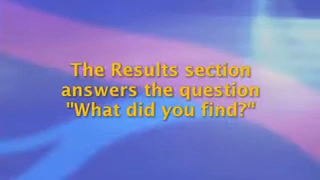 The Results section
answers the question
"What did you find?"